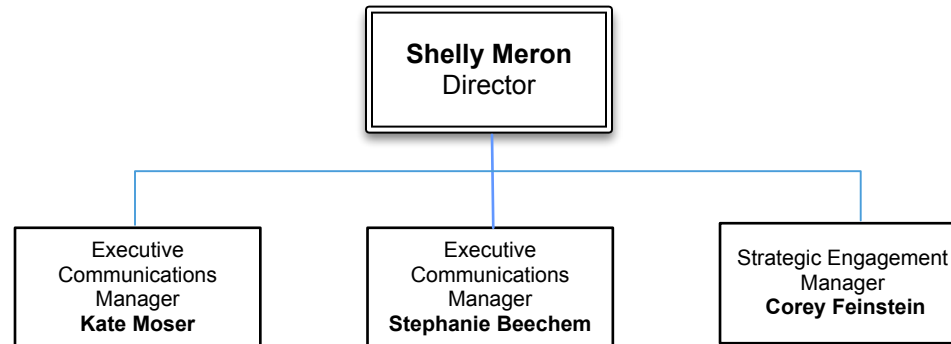 Shelly Meron
Director
Executive
Communications
Manager
Kate Moser
Executive
Communications
Manager
Stephanie Beechem
Strategic Engagement
Manager
Corey Feinstein